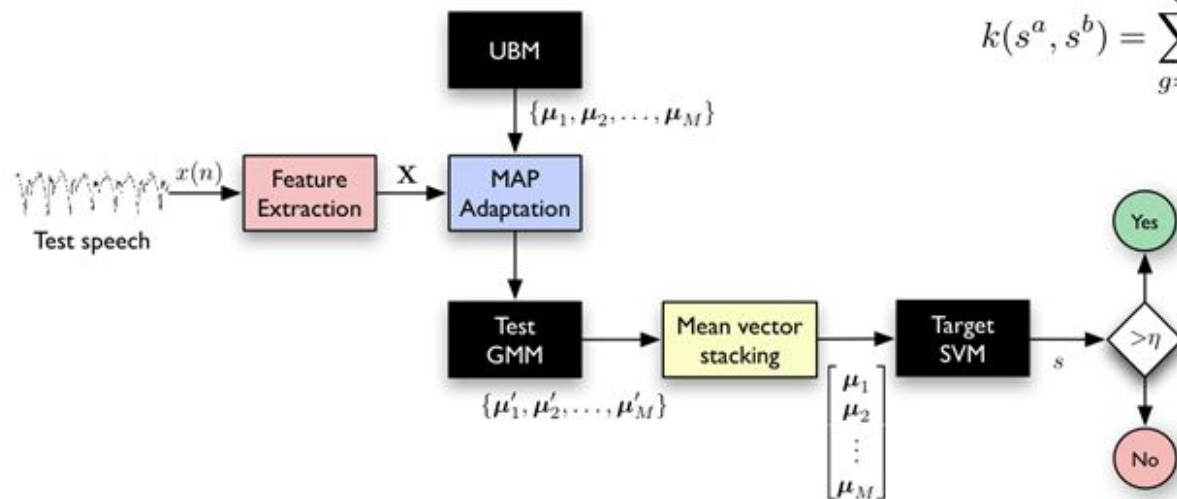 k(s^a, s^b) = \sum_{g=
UBM
{μ_1, μ_2, . . . , μ_M}
x(n)
Feature
Extraction
X
MAP
Adaptation
Test speech
Yes
Test
GMM
Mean vector
stacking
Target
SVM
>η
s
{μ'_1, μ'_2, . . . , μ'_M}
μ_1
μ_2
⋮
μ_M
No